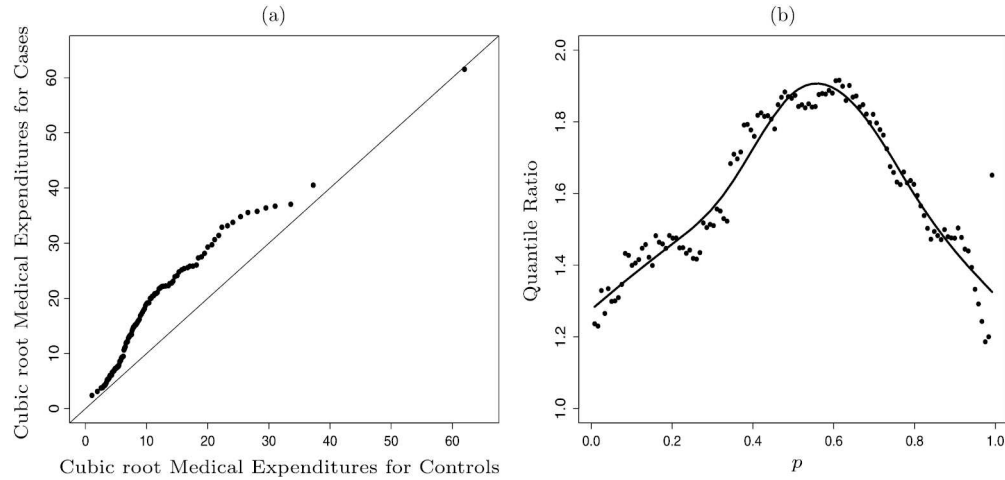 (a)
Cubic root Medical Expenditures for Cases
60
50
40
30
20
10
0
0 10 20 30 40 50 60
Cubic root Medical Expenditures for Controls
(b)
Quantile Ratio
2.0
1.8
1.6
1.4
1.2
1.0
0.0 0.2 0.4 0.6 0.8 1.0
p